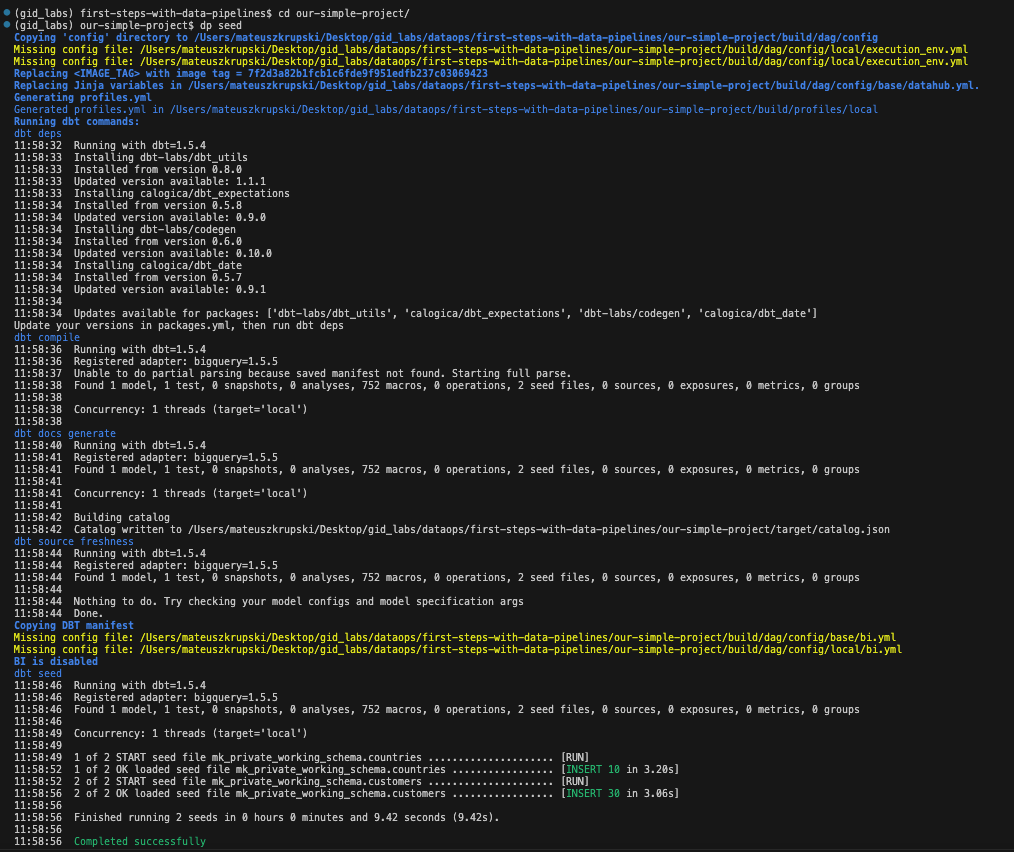 (gid_labs) first-steps-with-data-pipelines$ cd our-simple-project/
(gid_labs) our-simple-project$ dp seed
Copying 'config' directory to /Users/mateuszkrupski/Desktop/gid_labs/dataops/first-steps-with-data-pipelines/our-simple-project/build/dag/config
Missing config file: /Users/mateuszkrupski/Desktop/gid_labs/dataops/first-steps-with-data-pipelines/our-simple-project/build/dag/config/local/execution_env.yml
Missing config file: /Users/mateuszkrupski/Desktop/gid_labs/dataops/first-steps-with-data-pipelines/our-simple-project/build/dag/config/local/execution_env.yml
Replacing <IMAGE_TAG> with image tag = 7f2d3a82b1fcb1c6fde9f951edfb237c03069423
Replacing Jinja variables in /Users/mateuszkrupski/Desktop/gid_labs/dataops/first-steps-with-data-pipelines/our-simple-project/build/dag/config/base/datahub.yml.
Generating profiles.yml
Generated profiles.yml in /Users/mateuszkrupski/Desktop/gid_labs/dataops/first-steps-with-data-pipelines/our-simple-project/build/profiles/local
Running dbt commands:
dbt deps
11:58:32  Running with dbt=1.5.4
11:58:33  Installing dbt-labs/dbt_utils
11:58:33  Installed from version 0.8.0
11:58:33  Updated version available: 1.1.1
11:58:33  Installing calogica/dbt_expectations
11:58:34  Installed from version 0.5.8
11:58:34  Updated version available: 0.9.0
11:58:34  Installing dbt-labs/codegen
11:58:34  Installed from version 0.6.0
11:58:34  Updated version available: 0.10.0
11:58:34  Installing calogica/dbt_date
11:58:34  Installed from version 0.5.7
11:58:34  Updated version available: 0.9.1
11:58:34
11:58:34  Updates available for packages: ['dbt-labs/dbt_utils', 'calogica/dbt_expectations', 'dbt-labs/codegen', 'calogica/dbt_date']
Update your versions in packages.yml, then run dbt deps
dbt compile
11:58:36  Running with dbt=1.5.4
11:58:36  Registered adapter: bigquery=1.5.5
11:58:37  Unable to do partial parsing because saved manifest not found. Starting full parse.
11:58:38  Found 1 model, 1 test, 0 snapshots, 0 analyses, 752 macros, 0 operations, 2 seed files, 0 sources, 0 exposures, 0 metrics, 0 groups
11:58:38
11:58:38  Concurrency: 1 threads (target='local')
11:58:38
dbt docs generate
11:58:40  Running with dbt=1.5.4
11:58:41  Registered adapter: bigquery=1.5.5
11:58:41  Found 1 model, 1 test, 0 snapshots, 0 analyses, 752 macros, 0 operations, 2 seed files, 0 sources, 0 exposures, 0 metrics, 0 groups
11:58:41
11:58:41  Concurrency: 1 threads (target='local')
11:58:41
11:58:42  Building catalog
11:58:42  Catalog written to /Users/mateuszkrupski/Desktop/gid_labs/dataops/first-steps-with-data-pipelines/our-simple-project/target/catalog.json
dbt source freshness
11:58:44  Running with dbt=1.5.4
11:58:44  Registered adapter: bigquery=1.5.5
11:58:44  Found 1 model, 1 test, 0 snapshots, 0 analyses, 752 macros, 0 operations, 2 seed files, 0 sources, 0 exposures, 0 metrics, 0 groups
11:58:44
11:58:44  Nothing to do. Try checking your model configs and model specification args
11:58:44  Done.
Copying DBT manifest
Missing config file: /Users/mateuszkrupski/Desktop/gid_labs/dataops/first-steps-with-data-pipelines/our-simple-project/build/dag/config/base/bi.yml
Missing config file: /Users/mateuszkrupski/Desktop/gid_labs/dataops/first-steps-with-data-pipelines/our-simple-project/build/dag/config/local/bi.yml
BI is disabled
dbt seed
11:58:46  Running with dbt=1.5.4
11:58:46  Registered adapter: bigquery=1.5.5
11:58:46  Found 1 model, 1 test, 0 snapshots, 0 analyses, 752 macros, 0 operations, 2 seed files, 0 sources, 0 exposures, 0 metrics, 0 groups
11:58:46
11:58:49  Concurrency: 1 threads (target='local')
11:58:49
11:58:49  1 of 2 START seed file mk_private_working_schema.countries ..................... [RUN]
11:58:52  1 of 2 OK loaded seed file mk_private_working_schema.countries ................. [INSERT 10 in 3.20s]
11:58:52  2 of 2 START seed file mk_private_working_schema.customers ..................... [RUN]
11:58:56  2 of 2 OK loaded seed file mk_private_working_schema.customers ................. [INSERT 30 in 3.06s]
11:58:56
11:58:56  Finished running 2 seeds in 0 hours 0 minutes and 9.42 seconds (9.42s).
11:58:56
11:58:56  Completed successfully